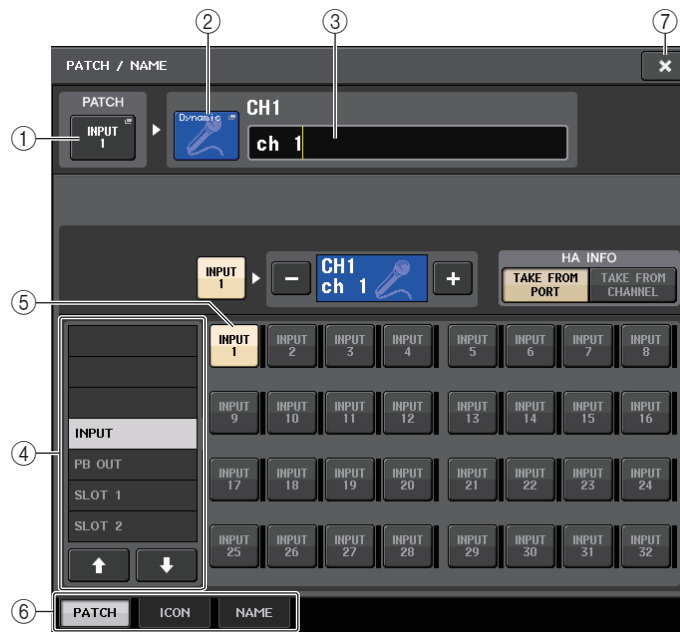 ② ③ ⑦
PATCH / NAME ×
PATCH
① INPUT 1
Dynamic
CH1
ch 1
INPUT 1
−
CH1
ch 1
+
HA INFO
TAKE FROM PORT
TAKE FROM CHANNEL
⑤
④
INPUT
PB OUT
SLOT 1
SLOT 2
INPUT 1 INPUT 2 INPUT 3 INPUT 4 INPUT 5 INPUT 6 INPUT 7 INPUT 8
INPUT 9 INPUT 10 INPUT 11 INPUT 12 INPUT 13 INPUT 14 INPUT 15 INPUT 16
INPUT 17 INPUT 18 INPUT 19 INPUT 20 INPUT 21 INPUT 22 INPUT 23 INPUT 24
INPUT 25 INPUT 26 INPUT 27 INPUT 28 INPUT 29 INPUT 30 INPUT 31 INPUT 32
⑥ PATCH ICON NAME